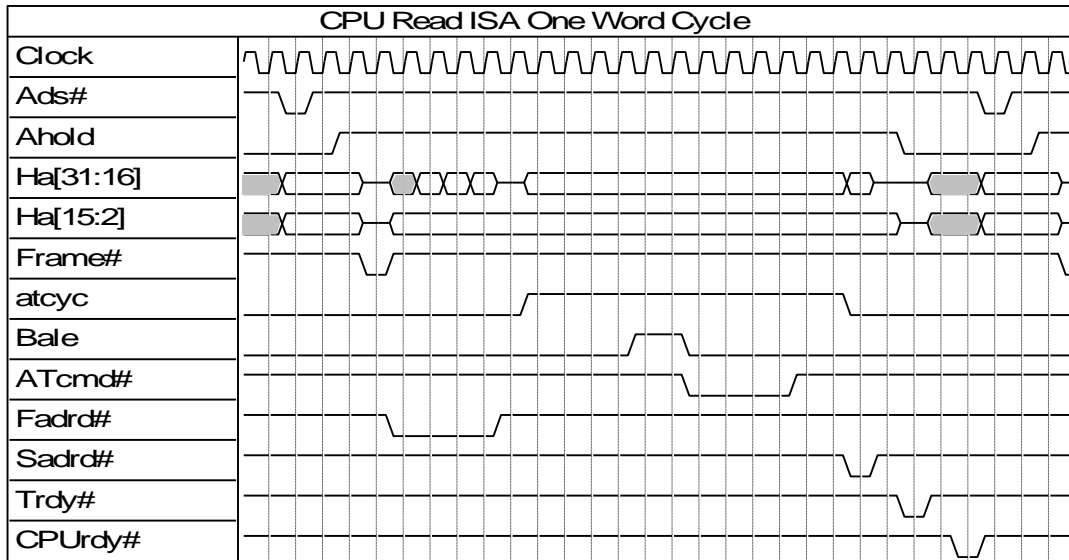 CPU Read ISA One Word Cycle
Clock
Ads#
Ahold
Ha[31:16]
Ha[15:2]
Frame#
atcyc
Bale
ATcmd#
Fadrd#
Sadrd#
Trdy#
CPUrdy#